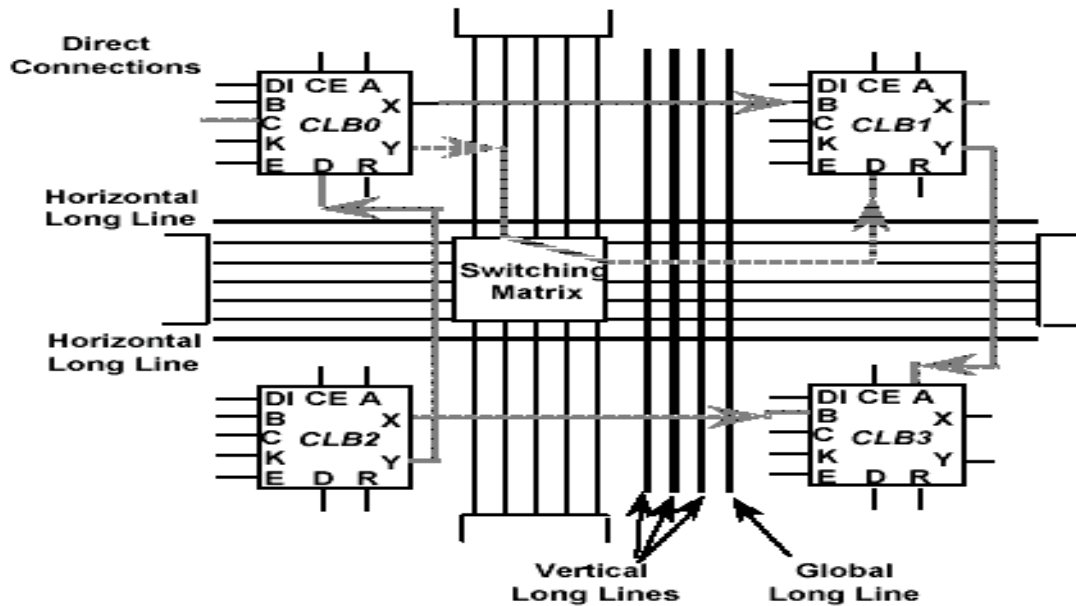 Direct
Connections
DI CE A
B X
C CLB0
K Y
E D R
DI CE A
B X
C CLB1
K Y
E D R
Horizontal
Long Line
Switching
Matrix
Horizontal
Long Line
DI CE A
B X
C CLB2
K Y
E D R
DI CE A
B X
C CLB3
K Y
E D R
Vertical
Long Lines
Global
Long Line